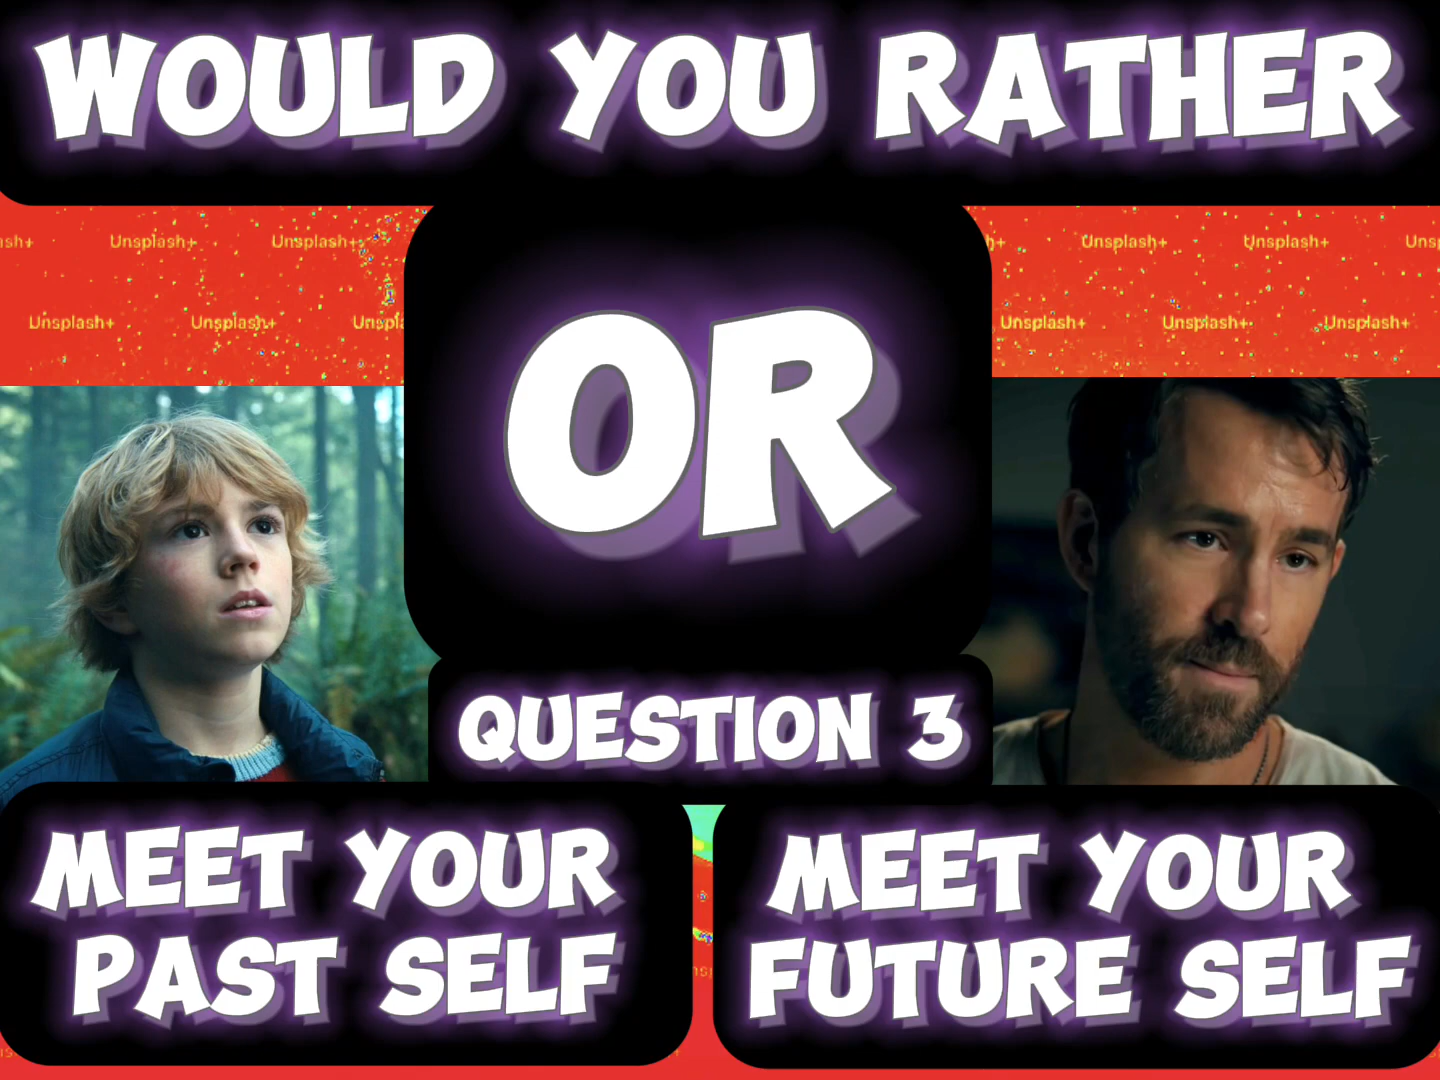 WOULD YOU RATHER
Unsplash+ Unsplash+ Unsplash+ Unsplash+
Unsplash+ Unsplash+ Unsplash+ Unsplash+ Unsplash+
OR
QUESTION 3
MEET YOUR
PAST SELF
MEET YOUR
FUTURE SELF